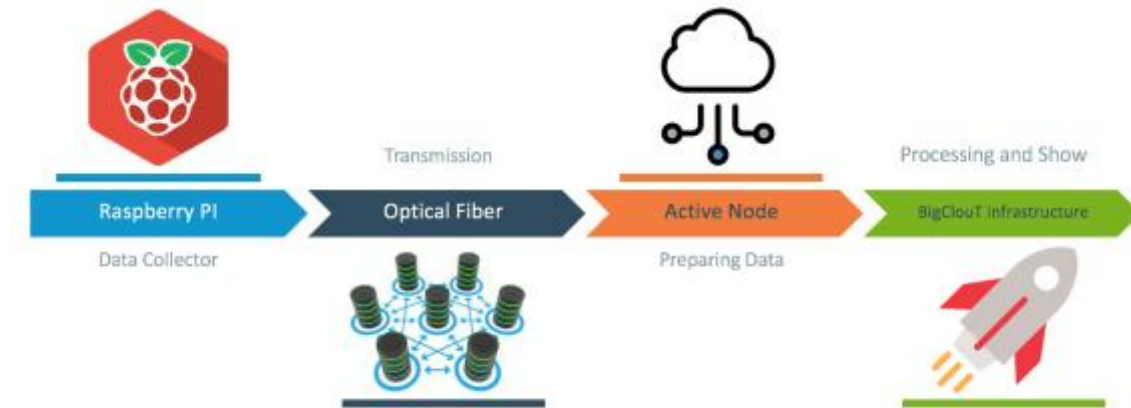 Transmission
Processing and Show
Raspberry PI
Optical Fiber
Active Node
BigClouT Infrastructure
Data Collector
Preparing Data